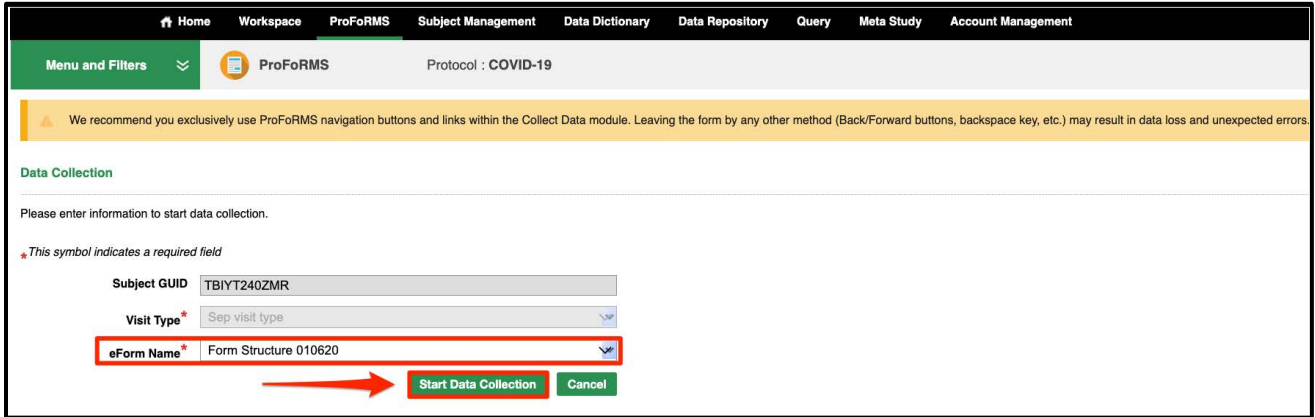 Home Workspace ProFoRMS Subject Management Data Dictionary Data Repository Query Meta Study Account Management
Menu and Filters ProFoRMS Protocol : COVID-19
We recommend you exclusively use ProFoRMS navigation buttons and links within the Collect Data module. Leaving the form by any other method (Back/Forward buttons, backspace key, etc.) may result in data loss and unexpected errors.
Data Collection
Please enter information to start data collection.
*This symbol indicates a required field
Subject GUID TBIYT240ZMR
Visit Type* Sep visit type
eForm Name* Form Structure 010620
Start Data Collection Cancel